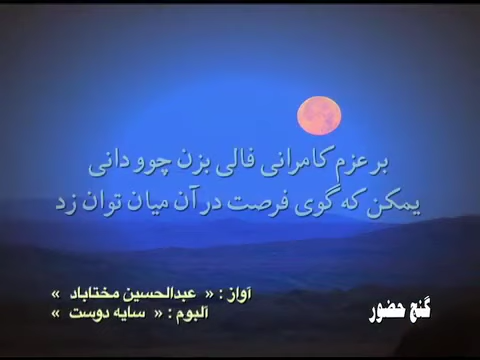 بر عزم کامرانی فالی بزن چوو دانی
یمکن که گوی فرصت در آن میان توان زد
آواز : « عبدالحسین مختاباد »
آلبوم : « سایه دوست »
گنج حضور